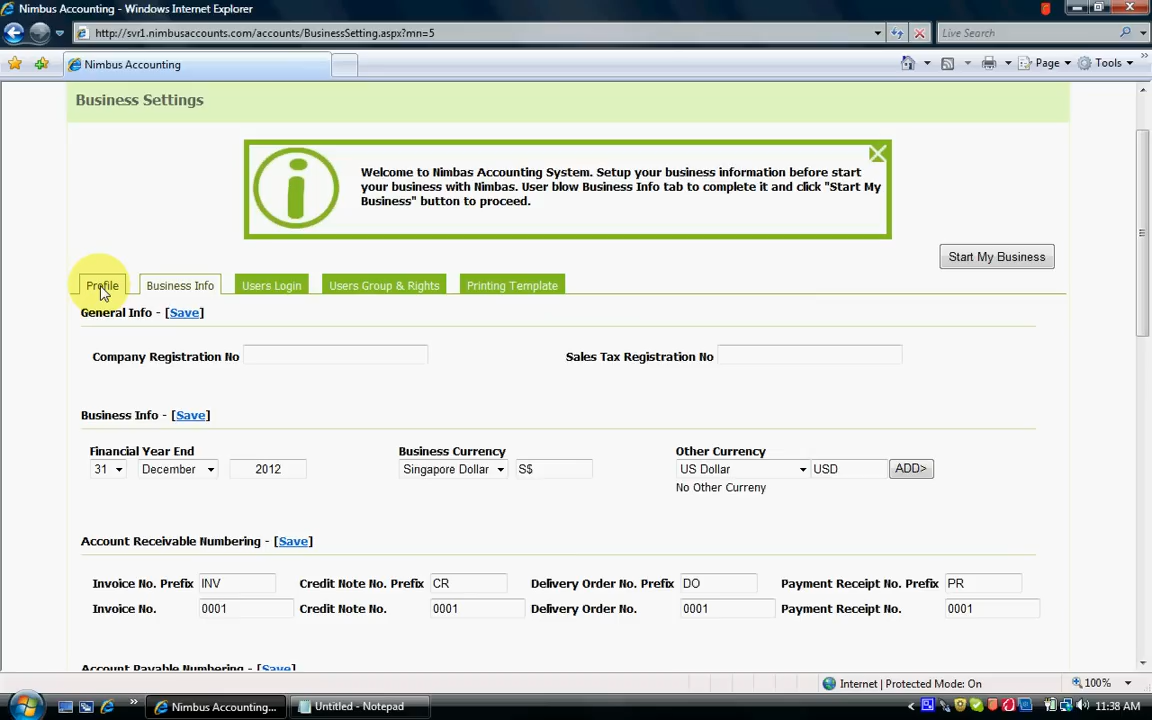 Nimbus Accounting - Windows Internet Explorer
http://svr1.nimbusaccounts.com/accounts/BusinessSetting.aspx?mn=5
Live Search
Nimbus Accounting
Page
Tools
Business Settings
Welcome to Nimbas Accounting System. Setup your business information before start
your business with Nimbas. User blow Business Info tab to complete it and click "Start My
Business" button to proceed.
Start My Business
Profile Business Info Users Login Users Group & Rights Printing Template
General Info - [Save]
Company Registration No Sales Tax Registration No
Business Info - [Save]
Financial Year End Business Currency Other Currency
31 December 2012 Singapore Dollar S$ US Dollar USD ADD>
No Other Curreny
Account Receivable Numbering - [Save]
Invoice No. Prefix INV Credit Note No. Prefix CR Delivery Order No. Prefix DO Payment Receipt No. Prefix PR
Invoice No. 0001 Credit Note No. 0001 Delivery Order No. 0001 Payment Receipt No. 0001
Account Payable Numbering - [Save]
Internet | Protected Mode: On 100%
Nimbus Accounting... Untitled - Notepad 11:38 AM